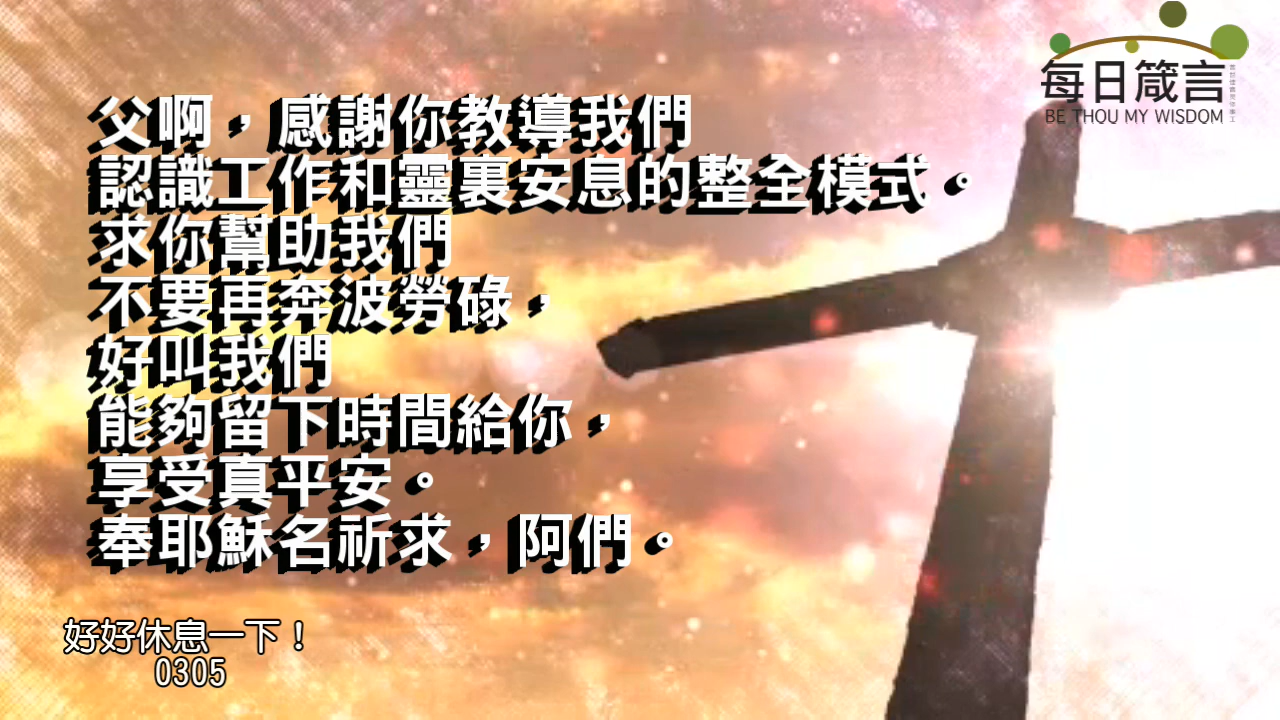 每日箴言
BE THOU MY WISDOM
父啊，感謝你教導我們
認識工作和靈裏安息的整全模式。
求你幫助我們
不要再奔波勞碌，
好叫我們
能夠留下時間給你，
享受真平安。
奉耶穌名祈求，阿們。
好好休息一下！
0305